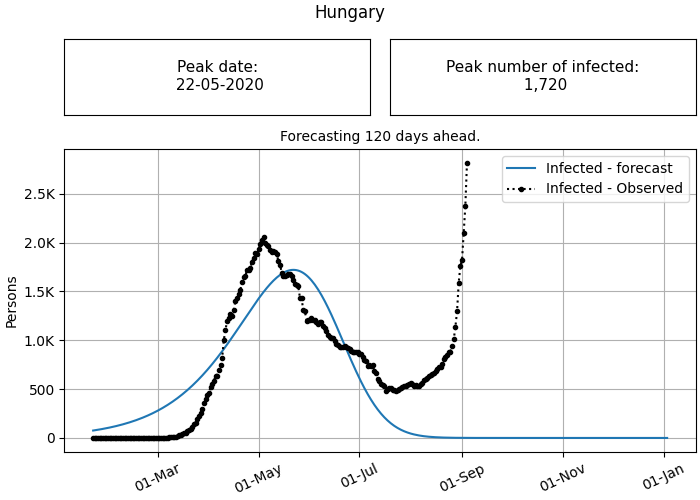 Hungary
Peak date:
22-05-2020
Peak number of infected:
1,720
Forecasting 120 days ahead.
Infected - forecast
Infected - Observed
2.5K
2.0K
1.5K
1.0K
500
0
Persons
01-Mar
01-May
01-Jul
01-Sep
01-Nov
01-Jan